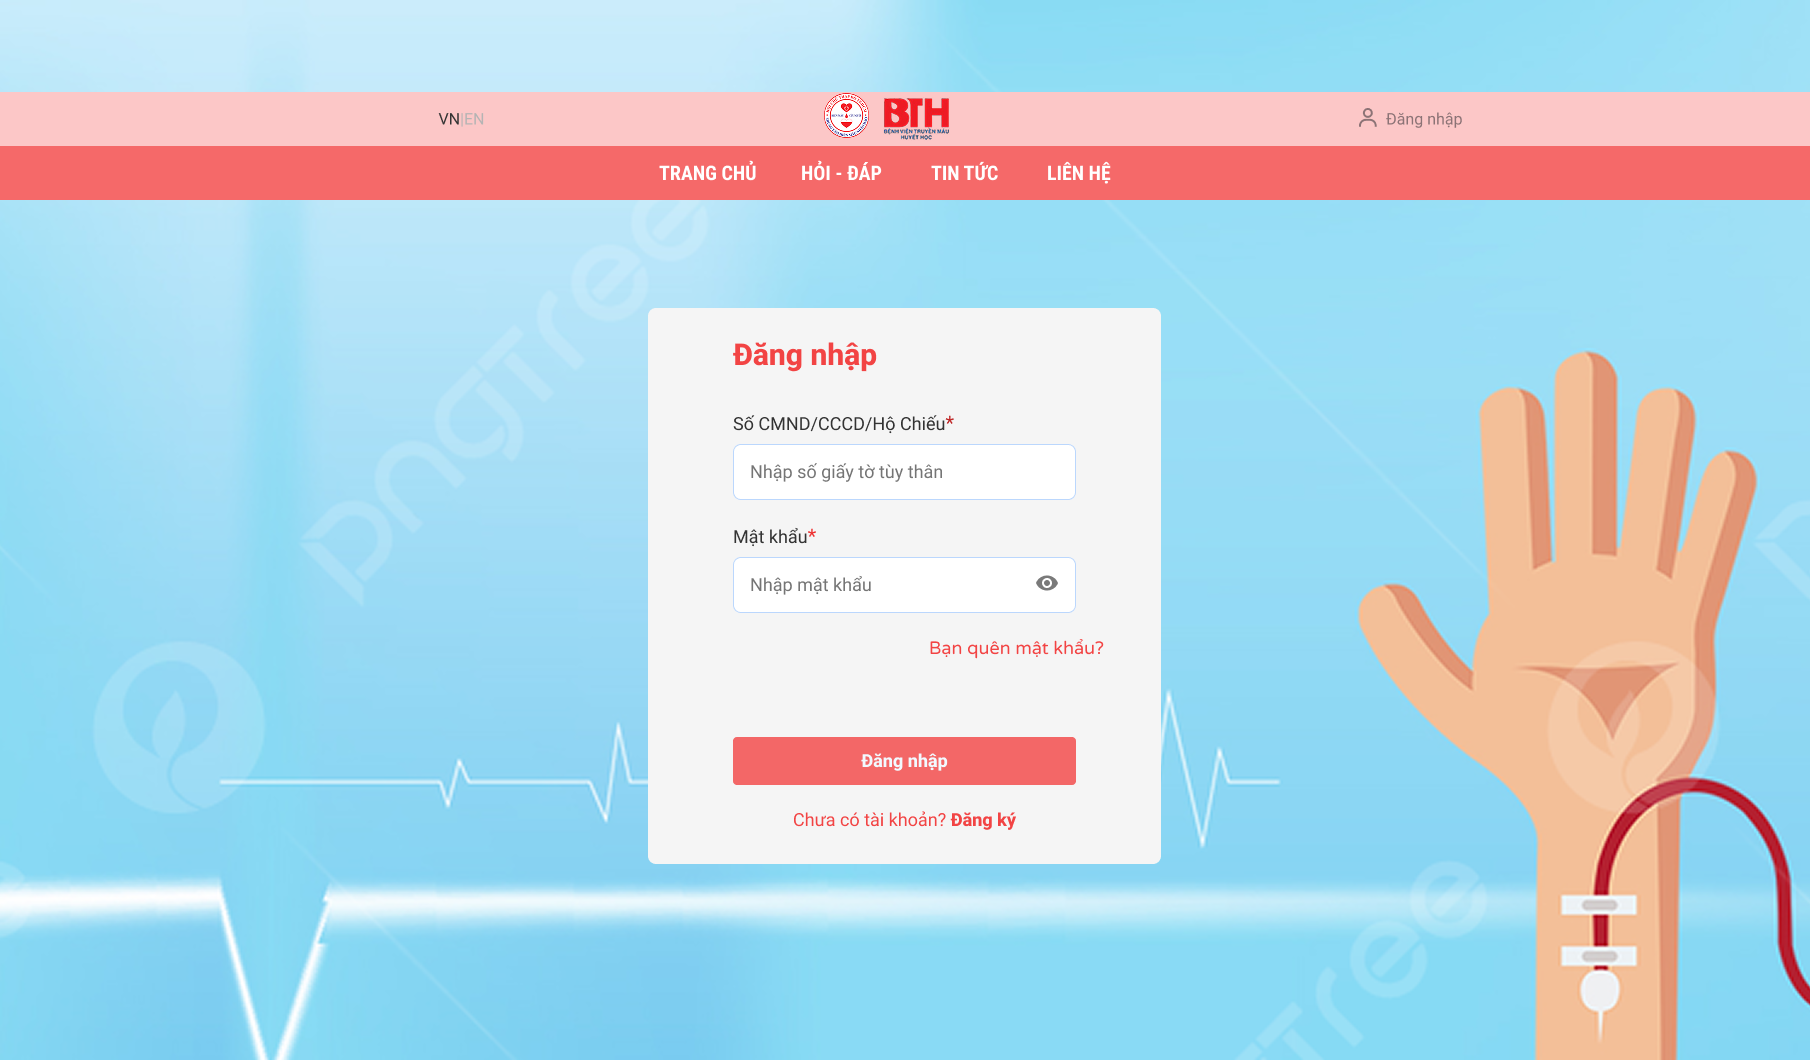 VN|EN
BTH
BỆNH VIỆN TRUYỀN MÁU
HUYẾT HỌC
Đăng nhập
TRANG CHỦ HỎI - ĐÁP TIN TỨC LIÊN HỆ
Đăng nhập
Số CMND/CCCD/Hộ Chiếu*
Nhập số giấy tờ tùy thân
Mật khẩu*
Nhập mật khẩu
Bạn quên mật khẩu?
Đăng nhập
Chưa có tài khoản? Đăng ký
pngtree